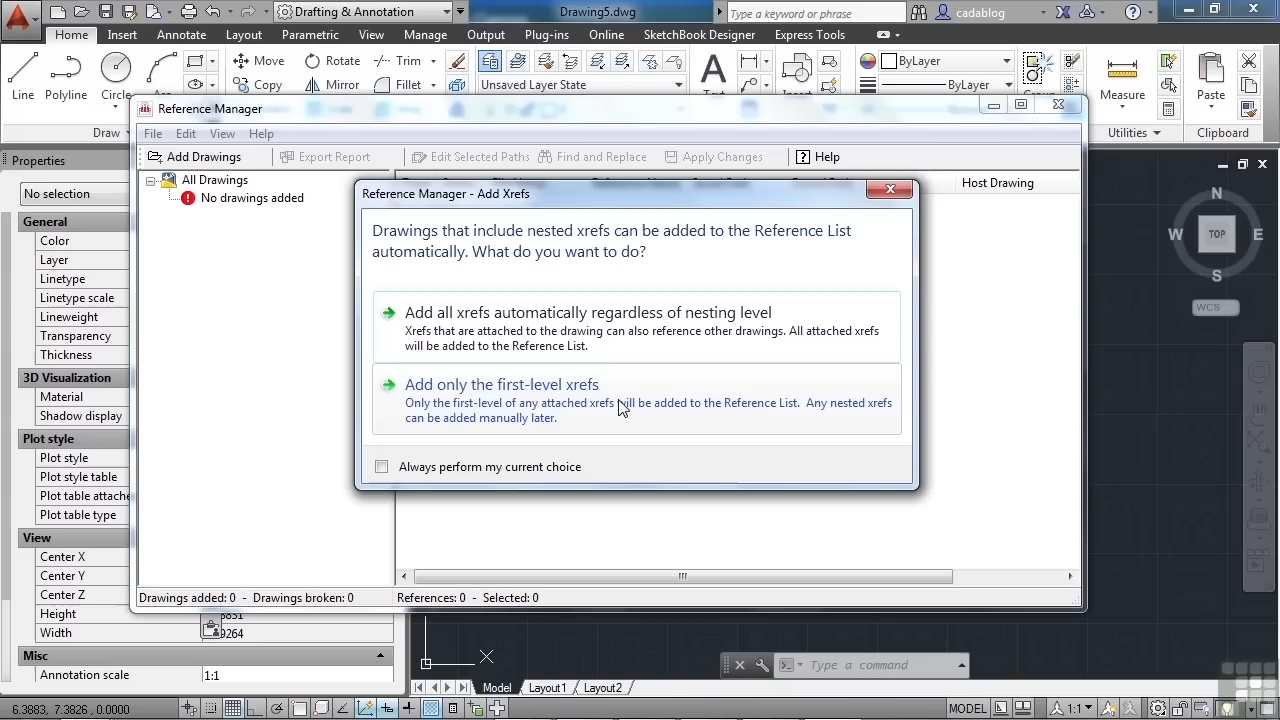 Drafting & Annotation
Drawing5.dwg
Type a keyword or phrase
cadablog
Home
Insert
Annotate
Layout
Parametric
View
Manage
Output
Plug-ins
Online
SketchBook Designer
Express Tools
Move
Rotate
Trim
ByLayer
Line
Polyline
Circle
Copy
Mirror
Unsaved Layer State
ByLayer
Measure
Paste
Draw
Utilities
Clipboard
Reference Manager
File
Edit
View
Help
Add Drawings
Export Report
Edit Selected Paths
Find and Replace
Apply Changes
Help
All Drawings
No drawings added
Host Drawing
Reference Manager - Add Xrefs
Drawings that include nested xrefs can be added to the Reference List
automatically. What do you want to do?
Add all xrefs automatically regardless of nesting level
Xrefs that are attached to the drawing can also reference other drawings. All attached xrefs
will be added to the Reference List.
Add only the first-level xrefs
Only the first-level of any attached xrefs will be added to the Reference List. Any nested xrefs
can be added manually later.
Always perform my current choice
Drawings added: 0 - Drawings broken: 0
References: 0 - Selected: 0
Properties
No selection
General
Color
Layer
Linetype
Linetype scale
Lineweight
Transparency
Thickness
3D Visualization
Material
Shadow display
Plot style
Plot style
Plot style table
Plot table attache
Plot table type
View
Center X
Center Y
Center Z
Height
Width
9264
Misc
Annotation scale
1:1
N
W
TOP
E
S
WCS
Type a command
Model
Layout1
Layout2
6.3883, 7.3826, 0.0000
MODEL
1:1